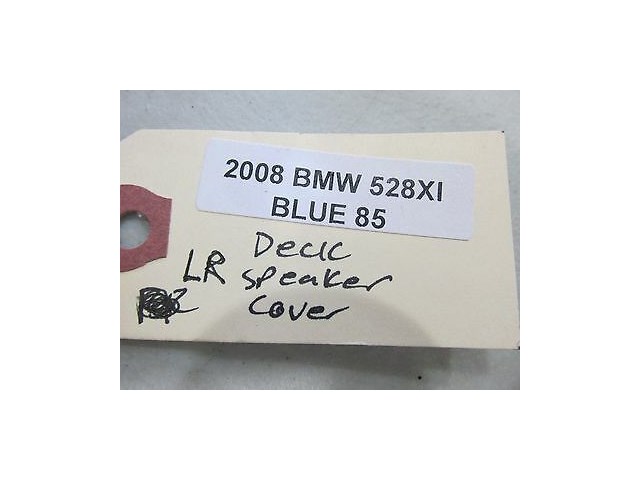 2008 BMW 528XI
BLUE 85
Deck
LR speaker
cover